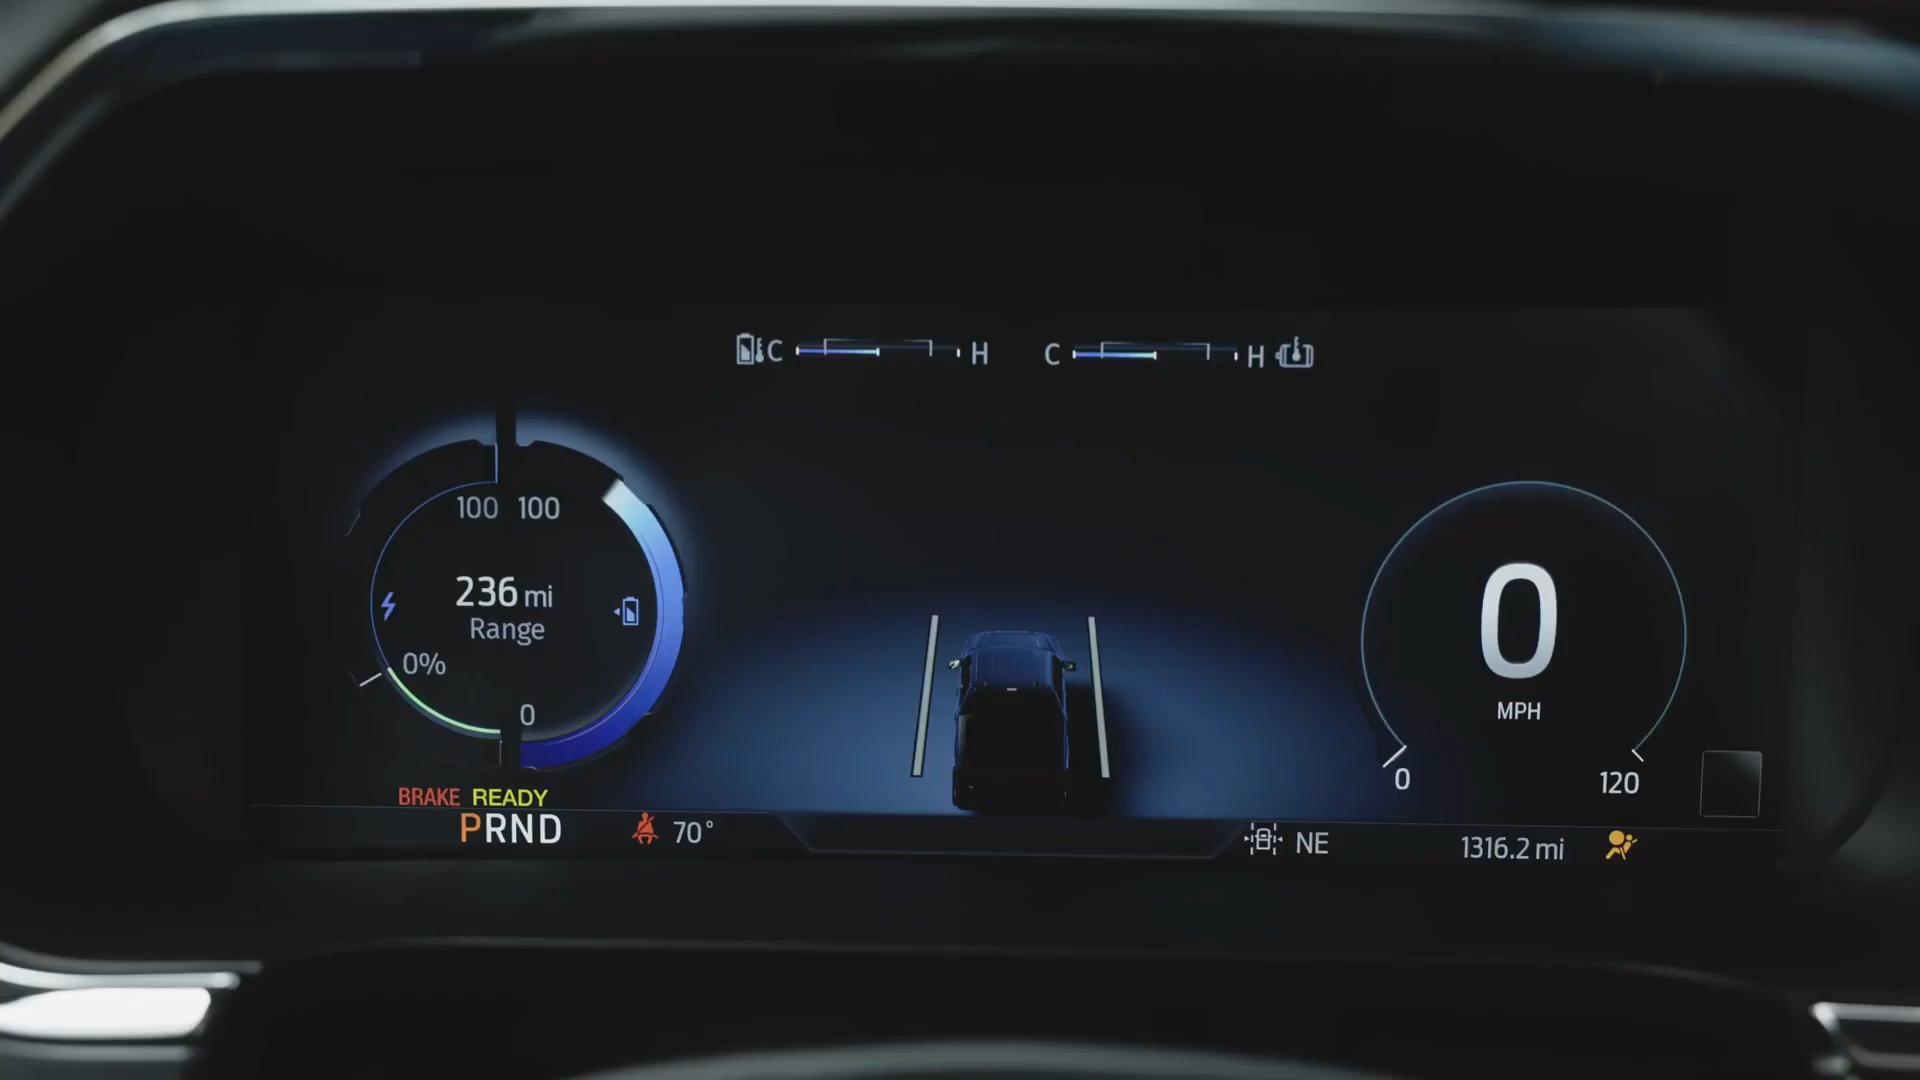 C H C H
100 100
236 mi
Range
0%
0
0
MPH
0 120
BRAKE READY
PRND 70° NE 1316.2 mi